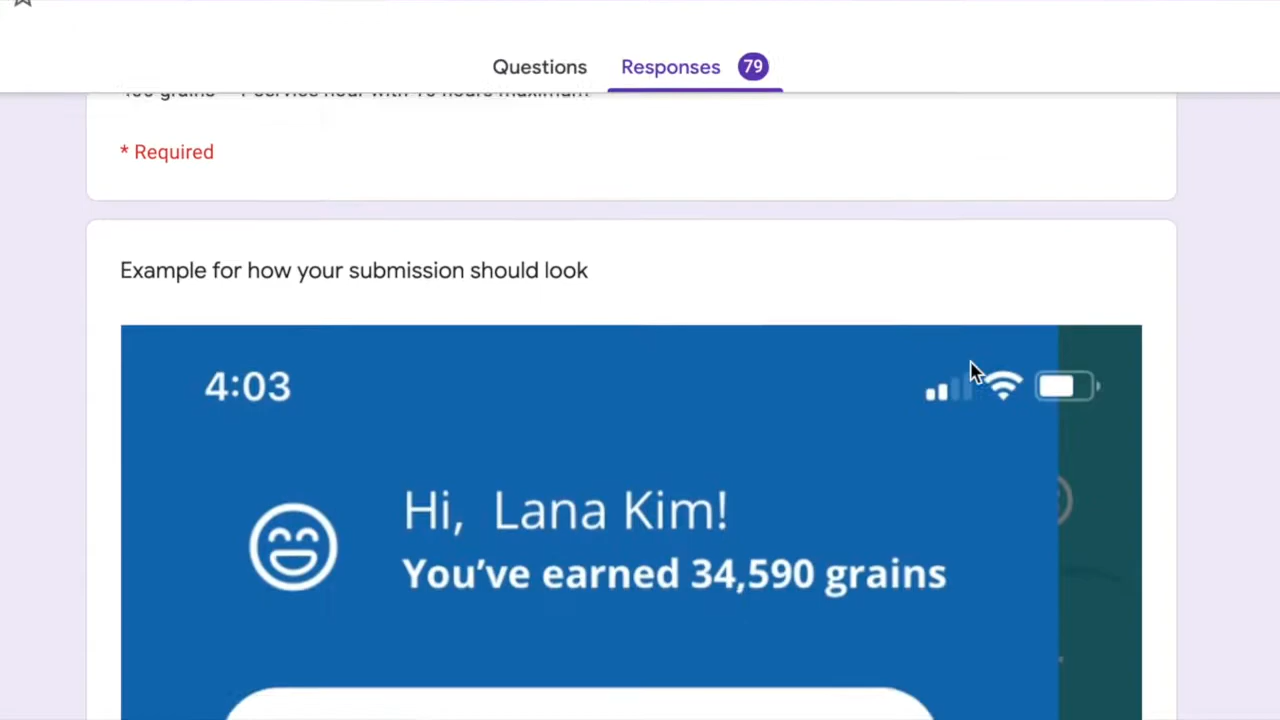 Questions
Responses 79
* Required
Example for how your submission should look
4:03
Hi, Lana Kim!
You've earned 34,590 grains